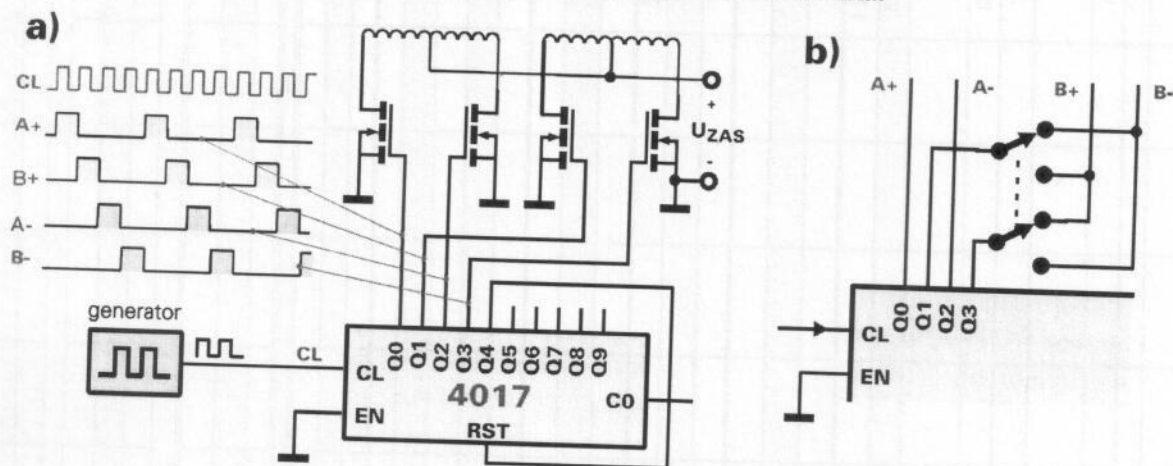 a)
CL
A+
B+
A-
B-
generator
CL
+
UZAS
-
CL
EN
Q0 Q1 Q2 Q3 Q4 Q5 Q6 Q7 Q8 Q9
4017
C0
RST
b)
A+ A- B+ B-
Q0 Q1 Q2 Q3
CL
EN